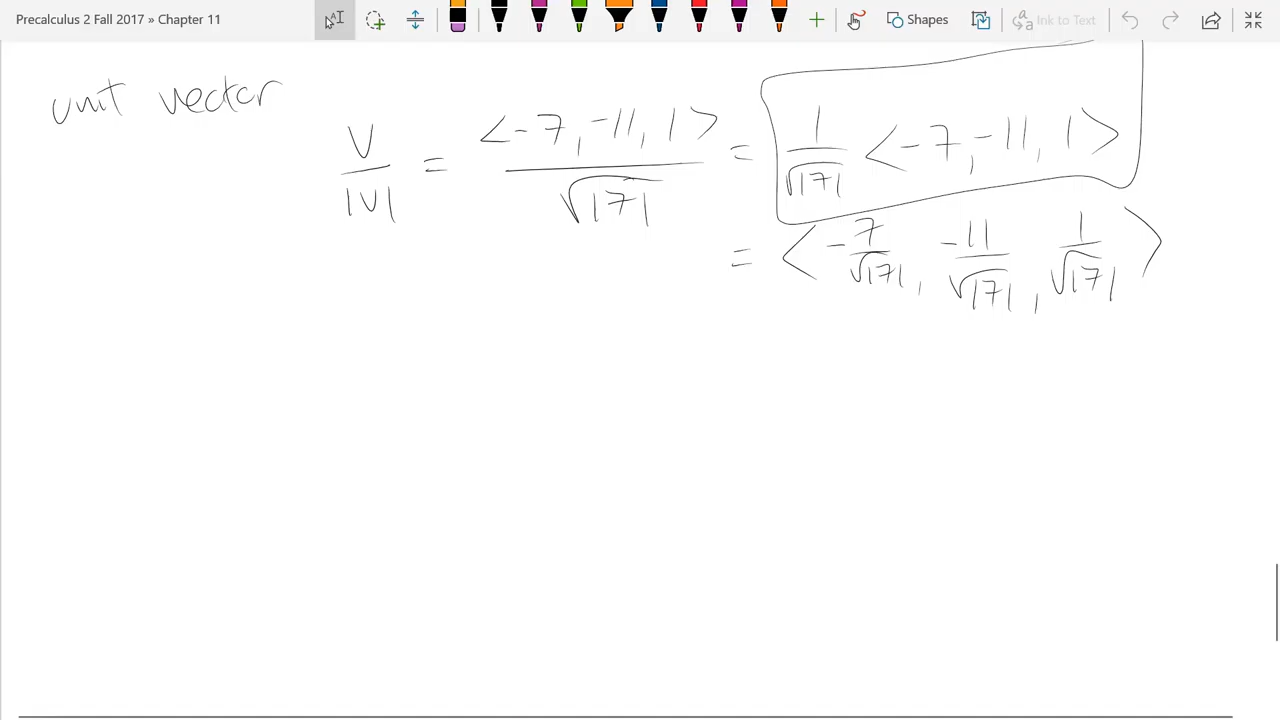 Precalculus 2 Fall 2017 » Chapter 11
Shapes
Ink to Text
unit vector
V/|V| = <-7, -11, 1>/√171 = 1/√171 <-7, -11, 1>
= <-7/√171, -11/√171, 1/√171>